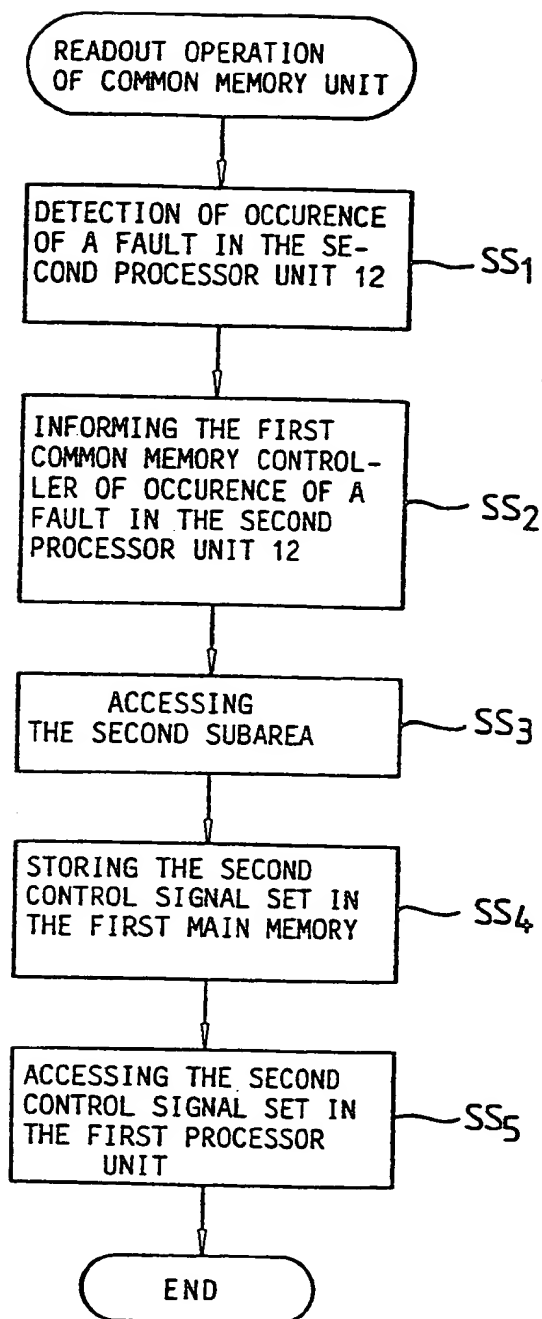 READOUT OPERATION
OF COMMON MEMORY UNIT
DETECTION OF OCCURENCE
OF A FAULT IN THE SE-
COND PROCESSOR UNIT 12
SS1
INFORMING THE FIRST
COMMON MEMORY CONTROL-
LER OF OCCURENCE OF A
FAULT IN THE SECOND
PROCESSOR UNIT 12
SS2
ACCESSING
THE SECOND SUBAREA
SS3
STORING THE SECOND
CONTROL SIGNAL SET IN
THE FIRST MAIN MEMORY
SS4
ACCESSING THE SECOND
CONTROL SIGNAL SET IN
THE FIRST PROCESSOR
UNIT
SS5
END